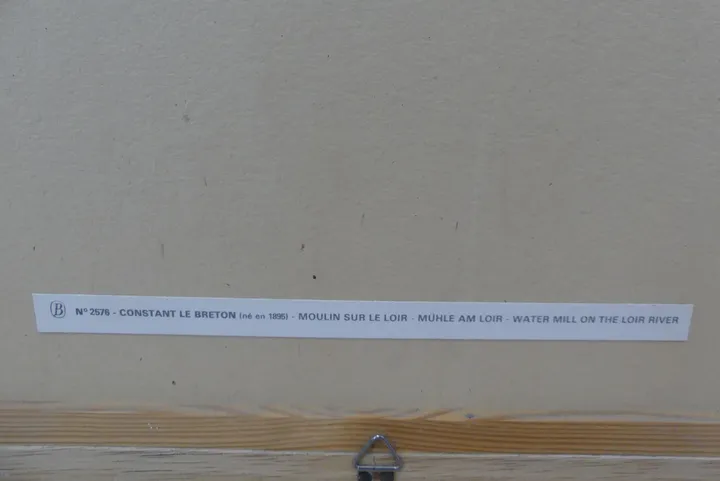 B N° 2576 - CONSTANT LE BRETON (né en 1895) - MOULIN SUR LE LOIR - MÜHLE AM LOIR - WATER MILL ON THE LOIR RIVER